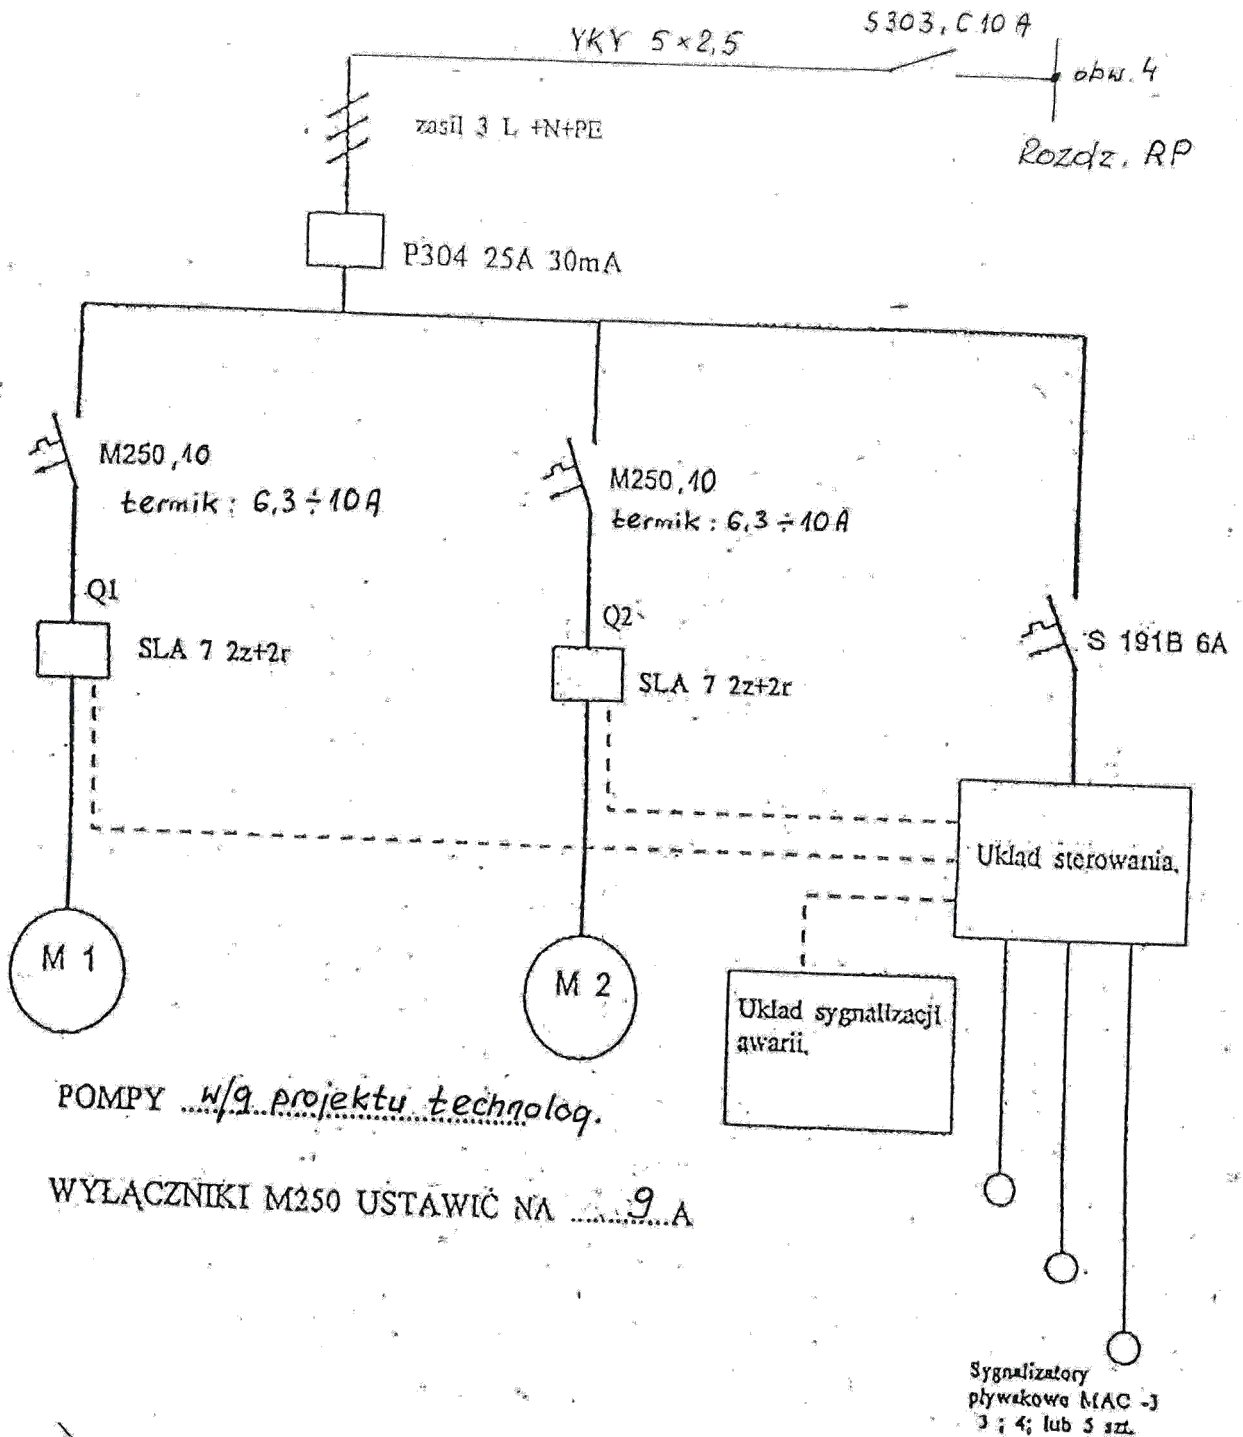 S303, C10A
YKY 5×2,5
obw. 4
zasil 3 L +N+PE
Rozdz. RP
P304 25A 30mA
M250,10
termik: 6,3÷10A
M250,10
termik: 6,3÷10A
Q1
Q2
SLA 7 2z+2r
SLA 7 2z+2r
S 191B 6A
Układ sterowania.
M 1
M 2
Układ sygnalizacji
awarii.
POMPY w/g projektu technolog.
WYŁĄCZNIKI M250 USTAWIĆ NA ........9...A
Sygnalizatory
pływakowe MAC -3
3 ; 4; lub 5 szt.